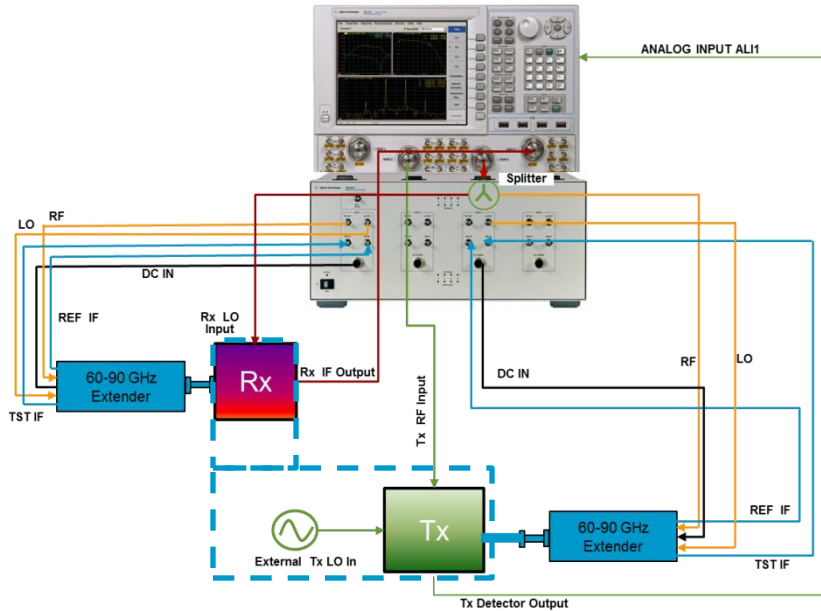 ANALOG INPUT ALI1
Agilent Technologies
Splitter
LO
RF
DC IN
REF IF
Rx LO
Input
60-90 GHz
Extender
TST IF
Rx
Rx IF Output
Tx RF Input
DC IN
RF
LO
External Tx LO In
Tx
60-90 GHz
Extender
REF IF
TST IF
Tx Detector Output